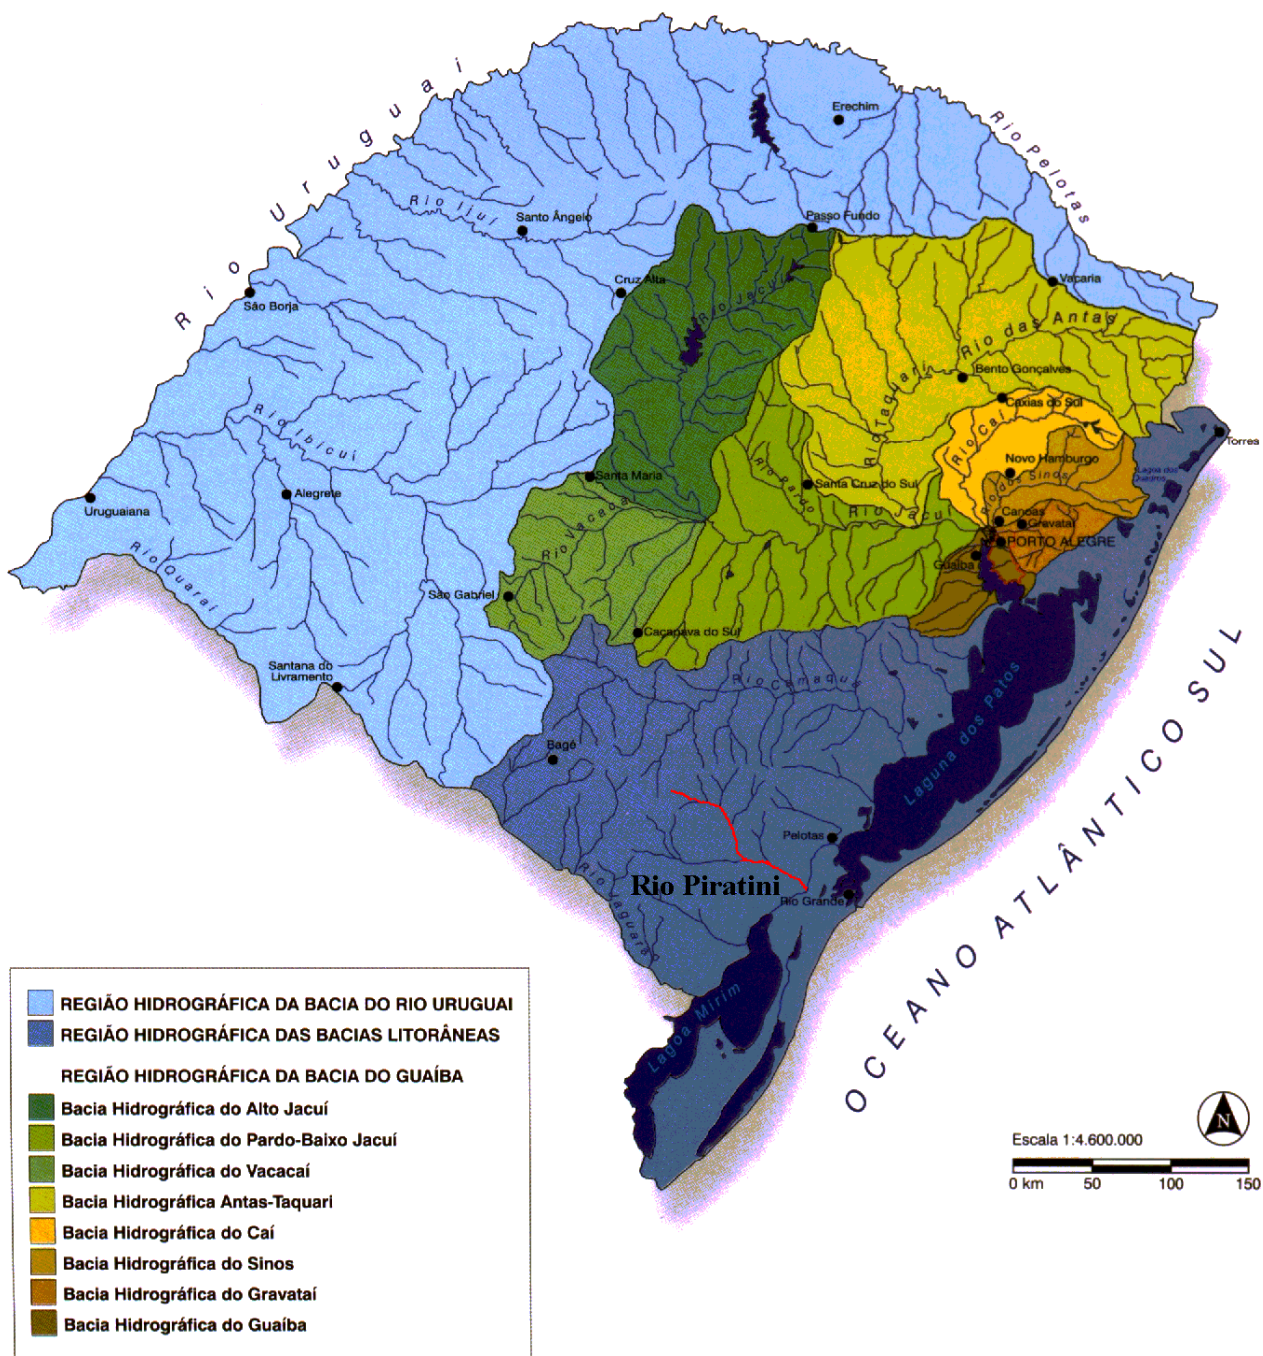 Rio Uruguai
Rio Pelotas
Erechim
Rio Ijuí
Santo Ângelo
Passo Fundo
Vacaria
Cruz Alta
São Borja
Rio Jacuí
Rio das Antas
Rio Taquari
Bento Gonçalves
Caxias do Sul
Rio Caí
Rio Ibicuí
Torres
Novo Hamburgo
Lagoa dos
Quadros
Rio dos Sinos
Rio Pardo
Santa Maria
Santa Cruz do Sul
Alegrete
Uruguaiana
Rio Vacacaí
Rio Jacuí
Canoas
Gravataí
PORTO ALEGRE
Guaíba
Rio Quaraí
São Gabriel
Caçapava do Sul
Santana do
Livramento
Rio Camaquã
Laguna dos Patos
OCEANO ATLÂNTICO SUL
Bagé
Pelotas
Rio Piratini
Rio Grande
Rio Jaguarão
Lagoa Mirim
REGIÃO HIDROGRÁFICA DA BACIA DO RIO URUGUAI
REGIÃO HIDROGRÁFICA DAS BACIAS LITORÂNEAS
REGIÃO HIDROGRÁFICA DA BACIA DO GUAÍBA
Bacia Hidrográfica do Alto Jacuí
Bacia Hidrográfica do Pardo-Baixo Jacuí
Bacia Hidrográfica do Vacacaí
Bacia Hidrográfica Antas-Taquari
Bacia Hidrográfica do Caí
Bacia Hidrográfica do Sinos
Bacia Hidrográfica do Gravataí
Bacia Hidrográfica do Guaíba
N
Escala 1:4.600.000
0 km 50 100 150